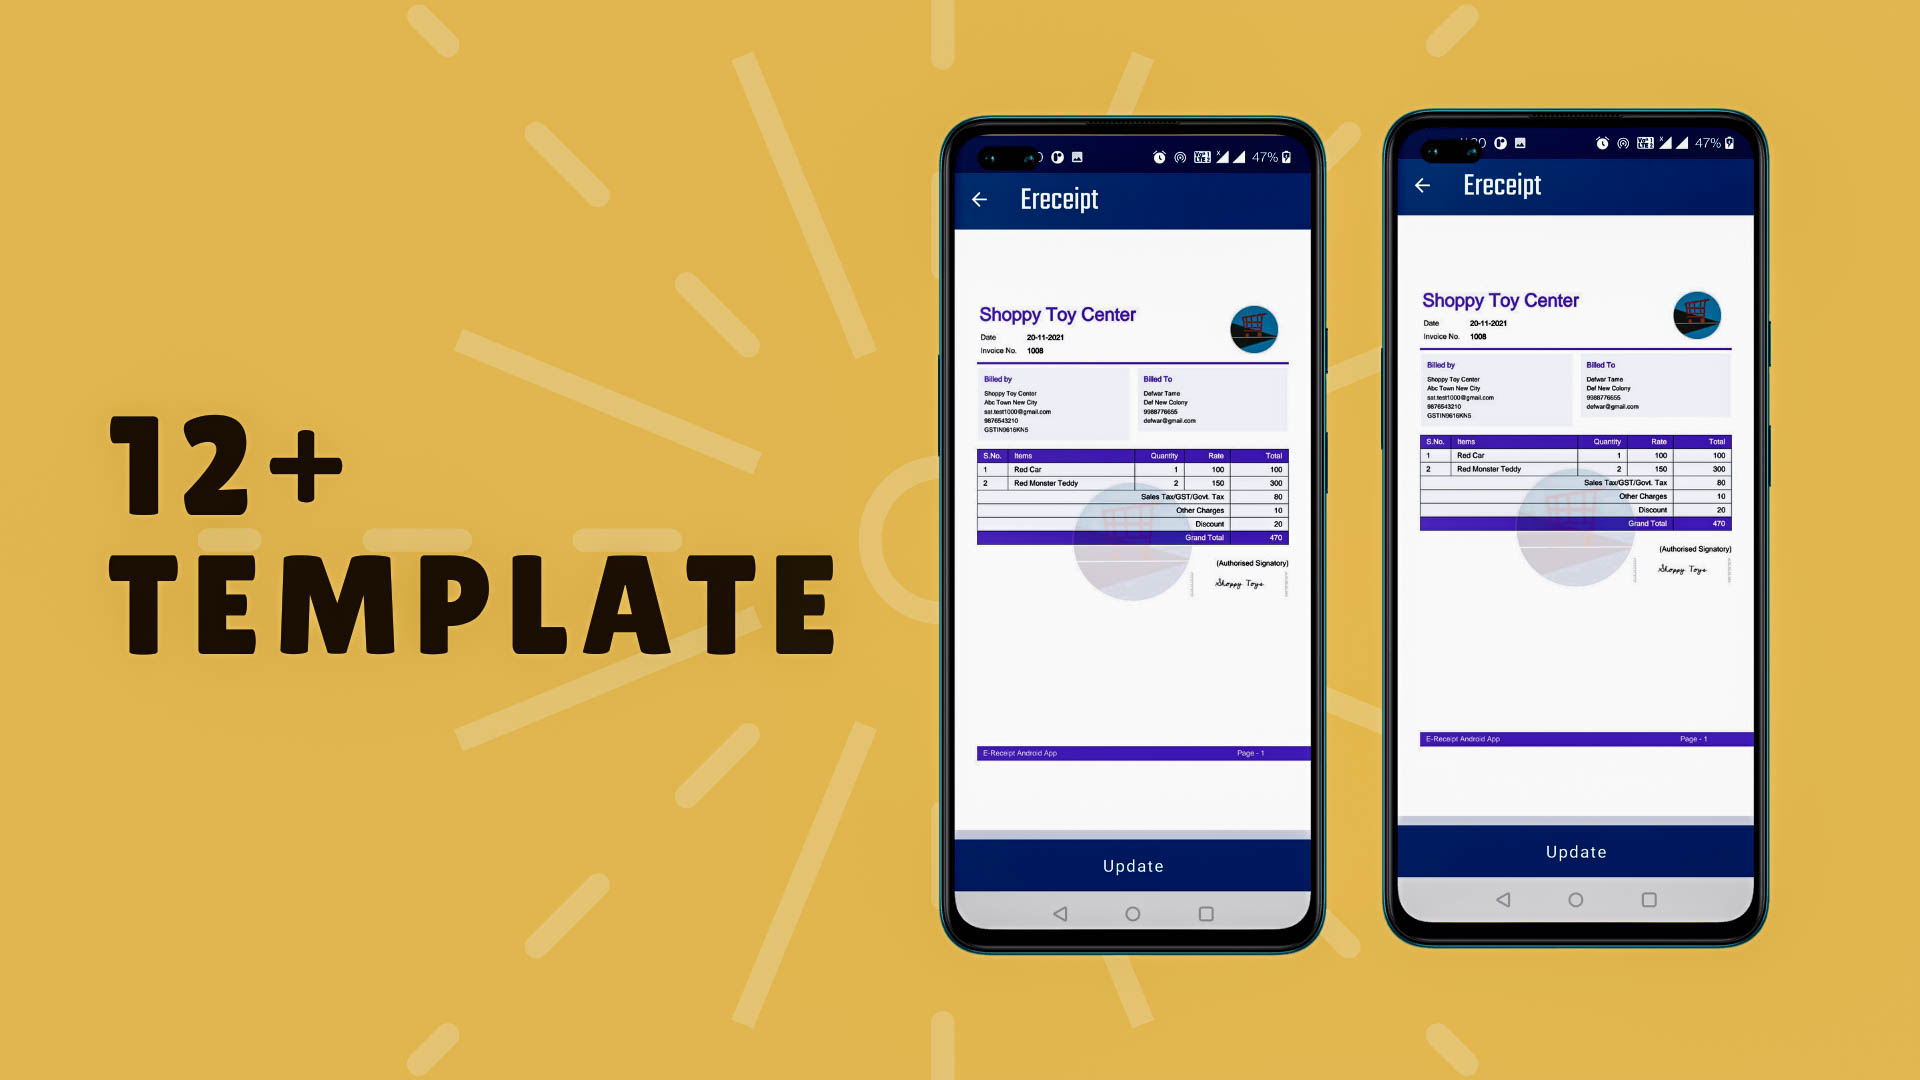 12+
TEMPLATE
47%
Ereceipt
Shoppy Toy Center
Date 20-11-2021
Invoice No. 1008
Billed by
Shoppy Toy Center
Abc Town New City
sat.test1000@gmail.com
9876543210
GSTIN9616KN5
Billed To
Defwar Tame
Def New Colony
9988776655
defwar@gmail.com
S.No. Items Quantity Rate Total
1 Red Car 1 100 100
2 Red Monster Teddy 2 150 300
Sales Tax/GST/Govt. Tax 80
Other Charges 10
Discount 20
Grand Total 470
(Authorised Signatory)
Shoppy Toys
E-Receipt Android App Page - 1
Update
47%
Ereceipt
Shoppy Toy Center
Date 20-11-2021
Invoice No. 1008
Billed by
Shoppy Toy Center
Abc Town New City
sat.test1000@gmail.com
9876543210
GSTIN9616KN5
Billed To
Defwar Tame
Def New Colony
9988776655
defwar@gmail.com
S.No. Items Quantity Rate Total
1 Red Car 1 100 100
2 Red Monster Teddy 2 150 300
Sales Tax/GST/Govt. Tax 80
Other Charges 10
Discount 20
Grand Total 470
(Authorised Signatory)
Shoppy Toys
E-Receipt Android App Page - 1
Update